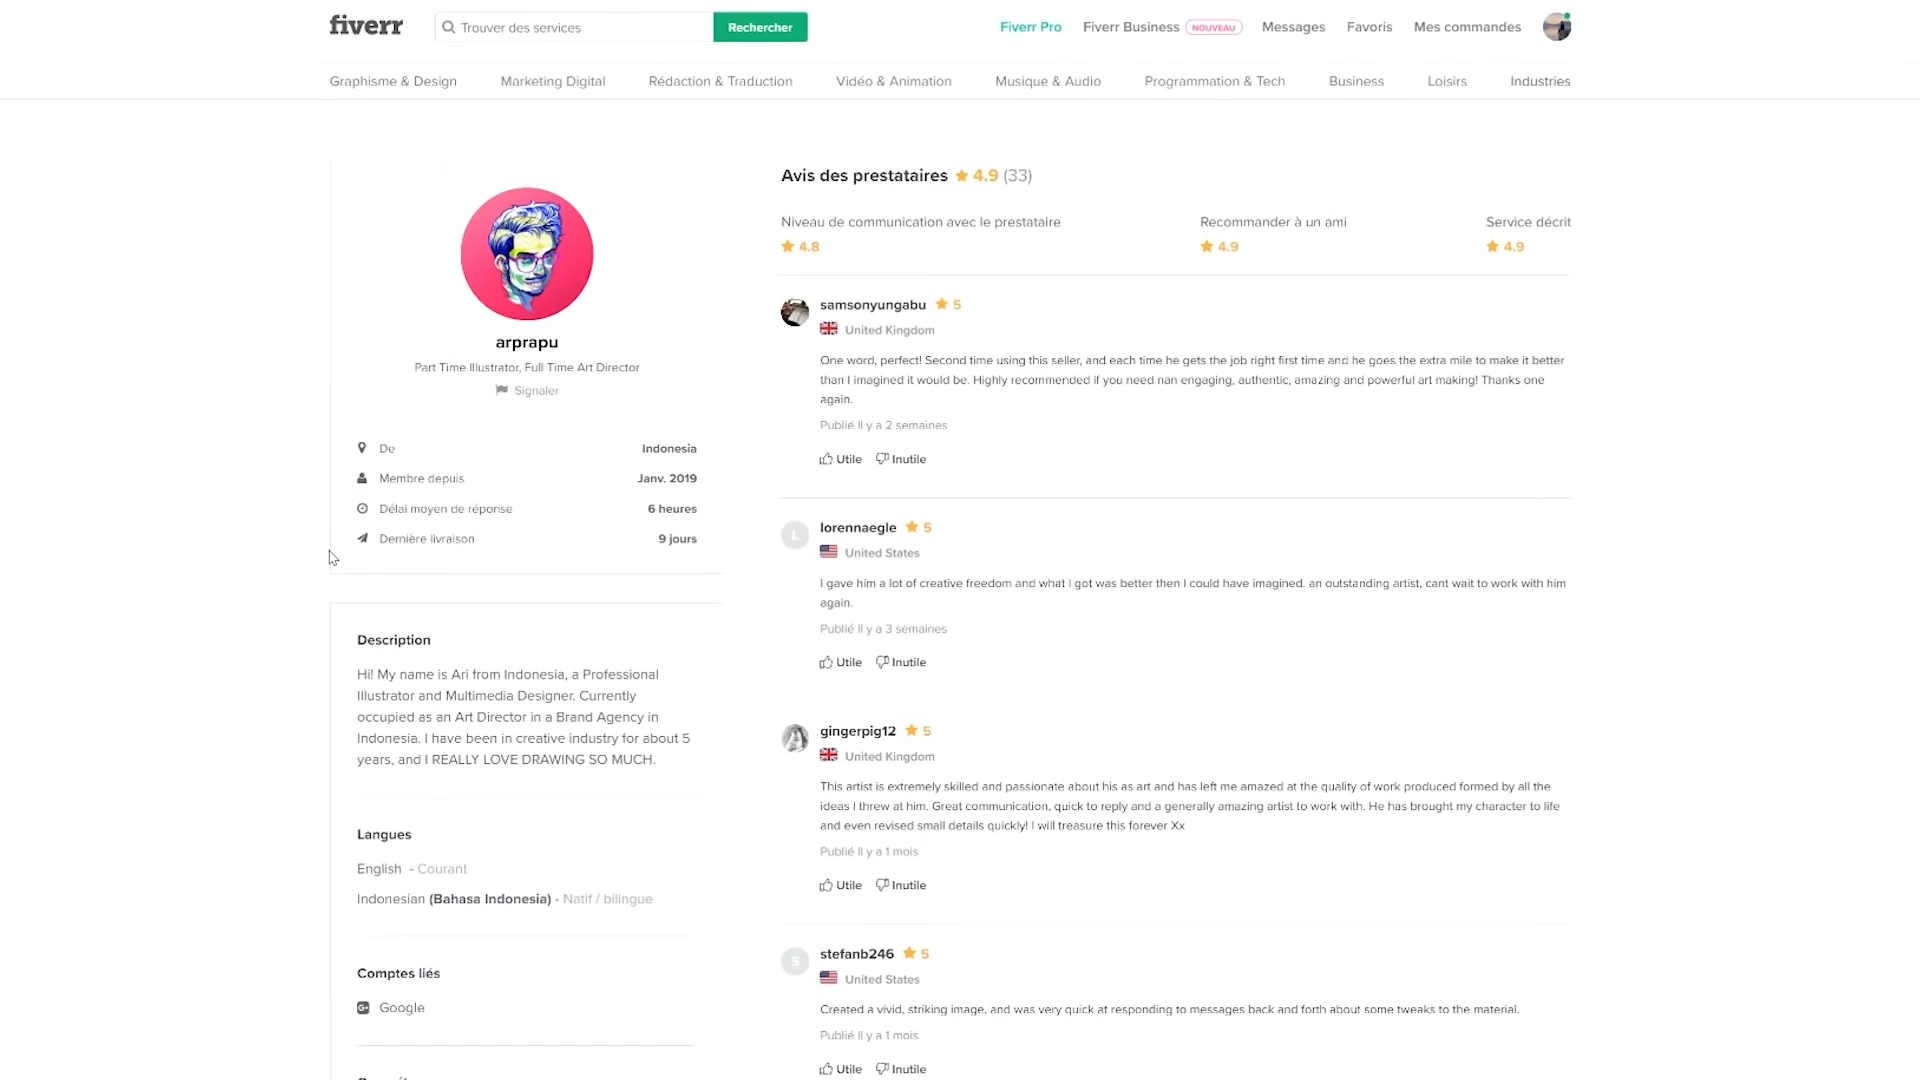 fiverr
Trouver des services
Rechercher
Fiverr Pro
Fiverr Business NOUVEAU
Messages
Favoris
Mes commandes
Graphisme & Design
Marketing Digital
Rédaction & Traduction
Vidéo & Animation
Musique & Audio
Programmation & Tech
Business
Loisirs
Industries
arprapu
Part Time Illustrator, Full Time Art Director
Signaler
De Indonesia
Membre depuis Janv. 2019
Délai moyen de réponse 6 heures
Dernière livraison 9 jours
Description
Hi! My name is Ari from Indonesia, a Professional
Illustrator and Multimedia Designer. Currently
occupied as an Art Director in a Brand Agency in
Indonesia. I have been in creative industry for about 5
years, and I REALLY LOVE DRAWING SO MUCH.
Langues
English - Courant
Indonesian (Bahasa Indonesia) - Natif / bilingue
Comptes liés
Google
Avis des prestataires 4.9 (33)
Niveau de communication avec le prestataire
4.8
Recommander à un ami
4.9
Service décrit
4.9
samsonyungabu 5
United Kingdom
One word, perfect! Second time using this seller, and each time he gets the job right first time and he goes the extra mile to make it better
than I imagined it would be. Highly recommended if you need nan engaging, authentic, amazing and powerful art making! Thanks one
again.
Publié Il y a 2 semaines
Utile Inutile
L
lorennaegle 5
United States
I gave him a lot of creative freedom and what I got was better then I could have imagined. an outstanding artist, cant wait to work with him
again.
Publié Il y a 3 semaines
Utile Inutile
gingerpig12 5
United Kingdom
This artist is extremely skilled and passionate about his as art and has left me amazed at the quality of work produced formed by all the
ideas I threw at him. Great communication, quick to reply and a generally amazing artist to work with. He has brought my character to life
and even revised small details quickly! I will treasure this forever Xx
Publié Il y a 1 mois
Utile Inutile
S
stefanb246 5
United States
Created a vivid, striking image, and was very quick at responding to messages back and forth about some tweaks to the material.
Publié Il y a 1 mois
Utile Inutile